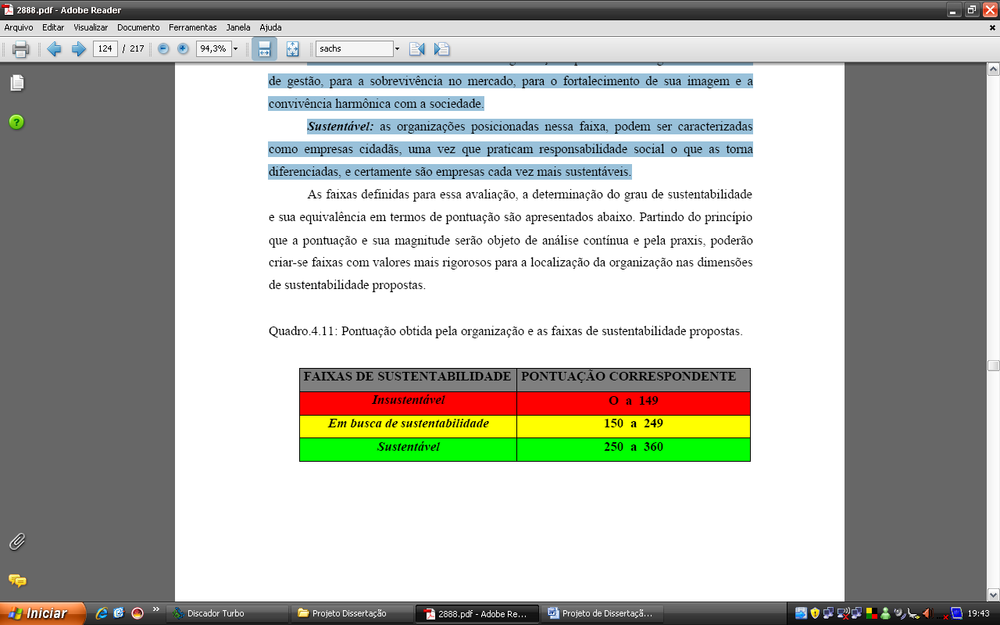 2888.pdf - Adobe Reader
Arquivo Editar Visualizar Documento Ferramentas Janela Ajuda
124 / 217 94,3% sachs
de gestão, para a sobrevivência no mercado, para o fortalecimento de sua imagem e a
convivência harmônica com a sociedade.
Sustentável: as organizações posicionadas nessa faixa, podem ser caracterizadas
como empresas cidadãs, uma vez que praticam responsabilidade social o que as torna
diferenciadas, e certamente são empresas cada vez mais sustentáveis.
As faixas definidas para essa avaliação, a determinação do grau de sustentabilidade
e sua equivalência em termos de pontuação são apresentados abaixo. Partindo do princípio
que a pontuação e sua magnitude serão objeto de análise contínua e pela praxis, poderão
criar-se faixas com valores mais rigorosos para a localização da organização nas dimensões
de sustentabilidade propostas.
Quadro.4.11: Pontuação obtida pela organização e as faixas de sustentabilidade propostas.
FAIXAS DE SUSTENTABILIDADE PONTUAÇÃO CORRESPONDENTE
Insustentável O a 149
Em busca de sustentabilidade 150 a 249
Sustentável 250 a 360
Iniciar » Discador Turbo Projeto Dissertação 2888.pdf - Adobe Re... Projeto de Dissertaçã... 19:43